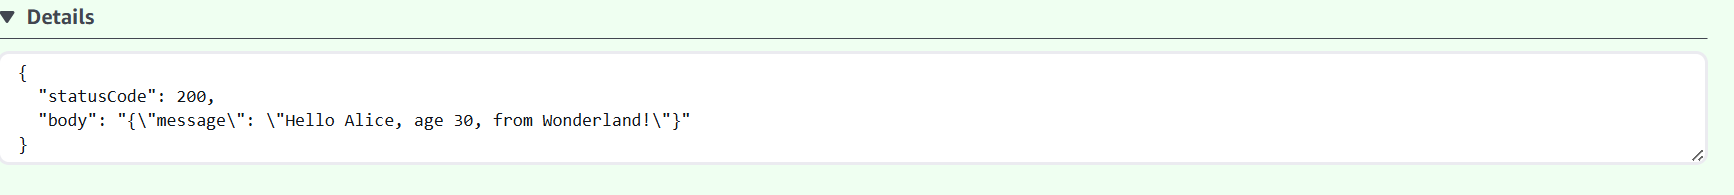 Details
{
  "statusCode": 200,
  "body": "{\"message\": \"Hello Alice, age 30, from Wonderland!\"}"
}